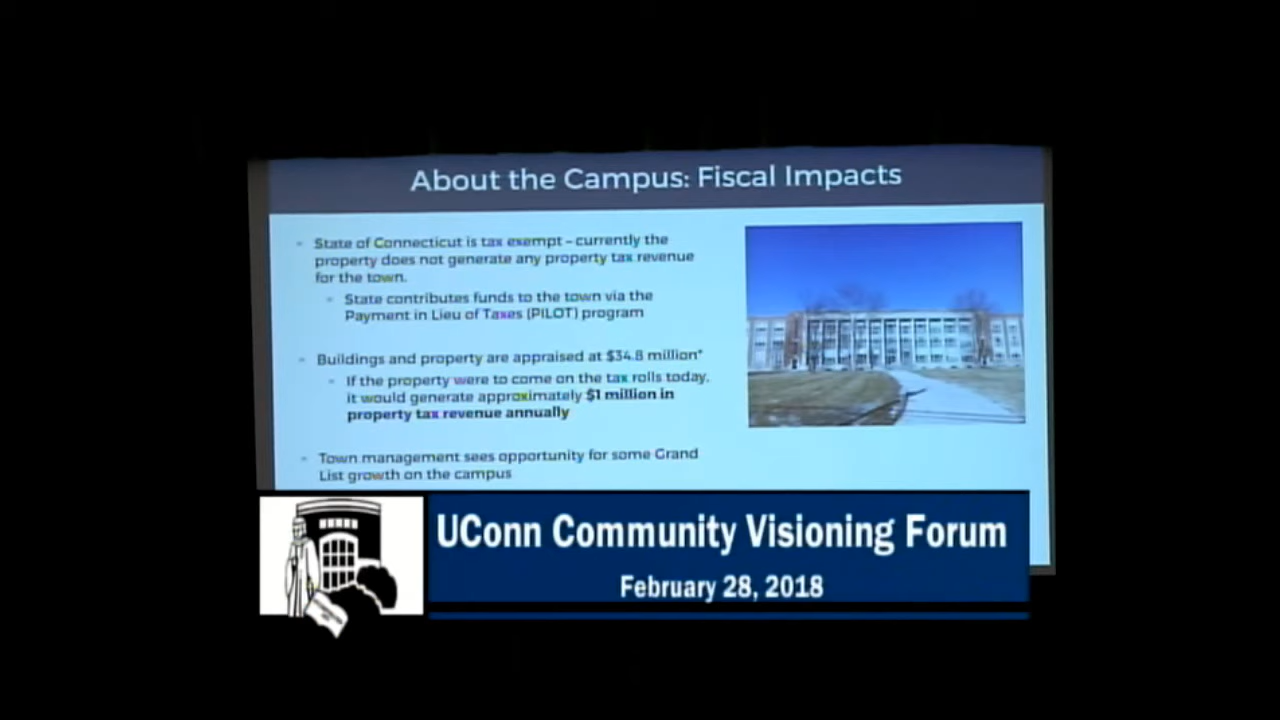 About the Campus: Fiscal Impacts
- State of Connecticut is tax exempt – currently the
property does not generate any property tax revenue
for the town.
- State contributes funds to the town via the
Payment in Lieu of Taxes (PILOT) program
- Buildings and property are appraised at $34.8 million*
- If the property were to come on the tax rolls today,
it would generate approximately $1 million in
property tax revenue annually
- Town management sees opportunity for some Grand
List growth on the campus
UConn Community Visioning Forum
February 28, 2018